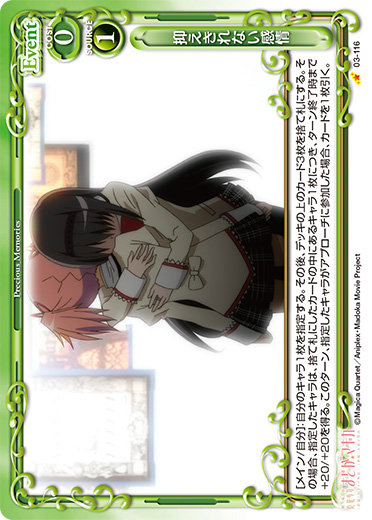 Event
COST
0
SOURCE
1
抑えきれない感情
03-116
Precious Memories
[メイン/自分]：自分のキャラ1枚を指定する。その後、デッキの上のカード3枚を捨て札にする。そ
の場合、指定したキャラは、捨て札にしたカードの中にあるキャラ1枚につき、ターン終了時まで
+20/+20を得る。このターン、指定したキャラがアプローチに参加した場合、カードを1枚引く。
©Magica Quartet／Aniplex・Madoka Movie Project